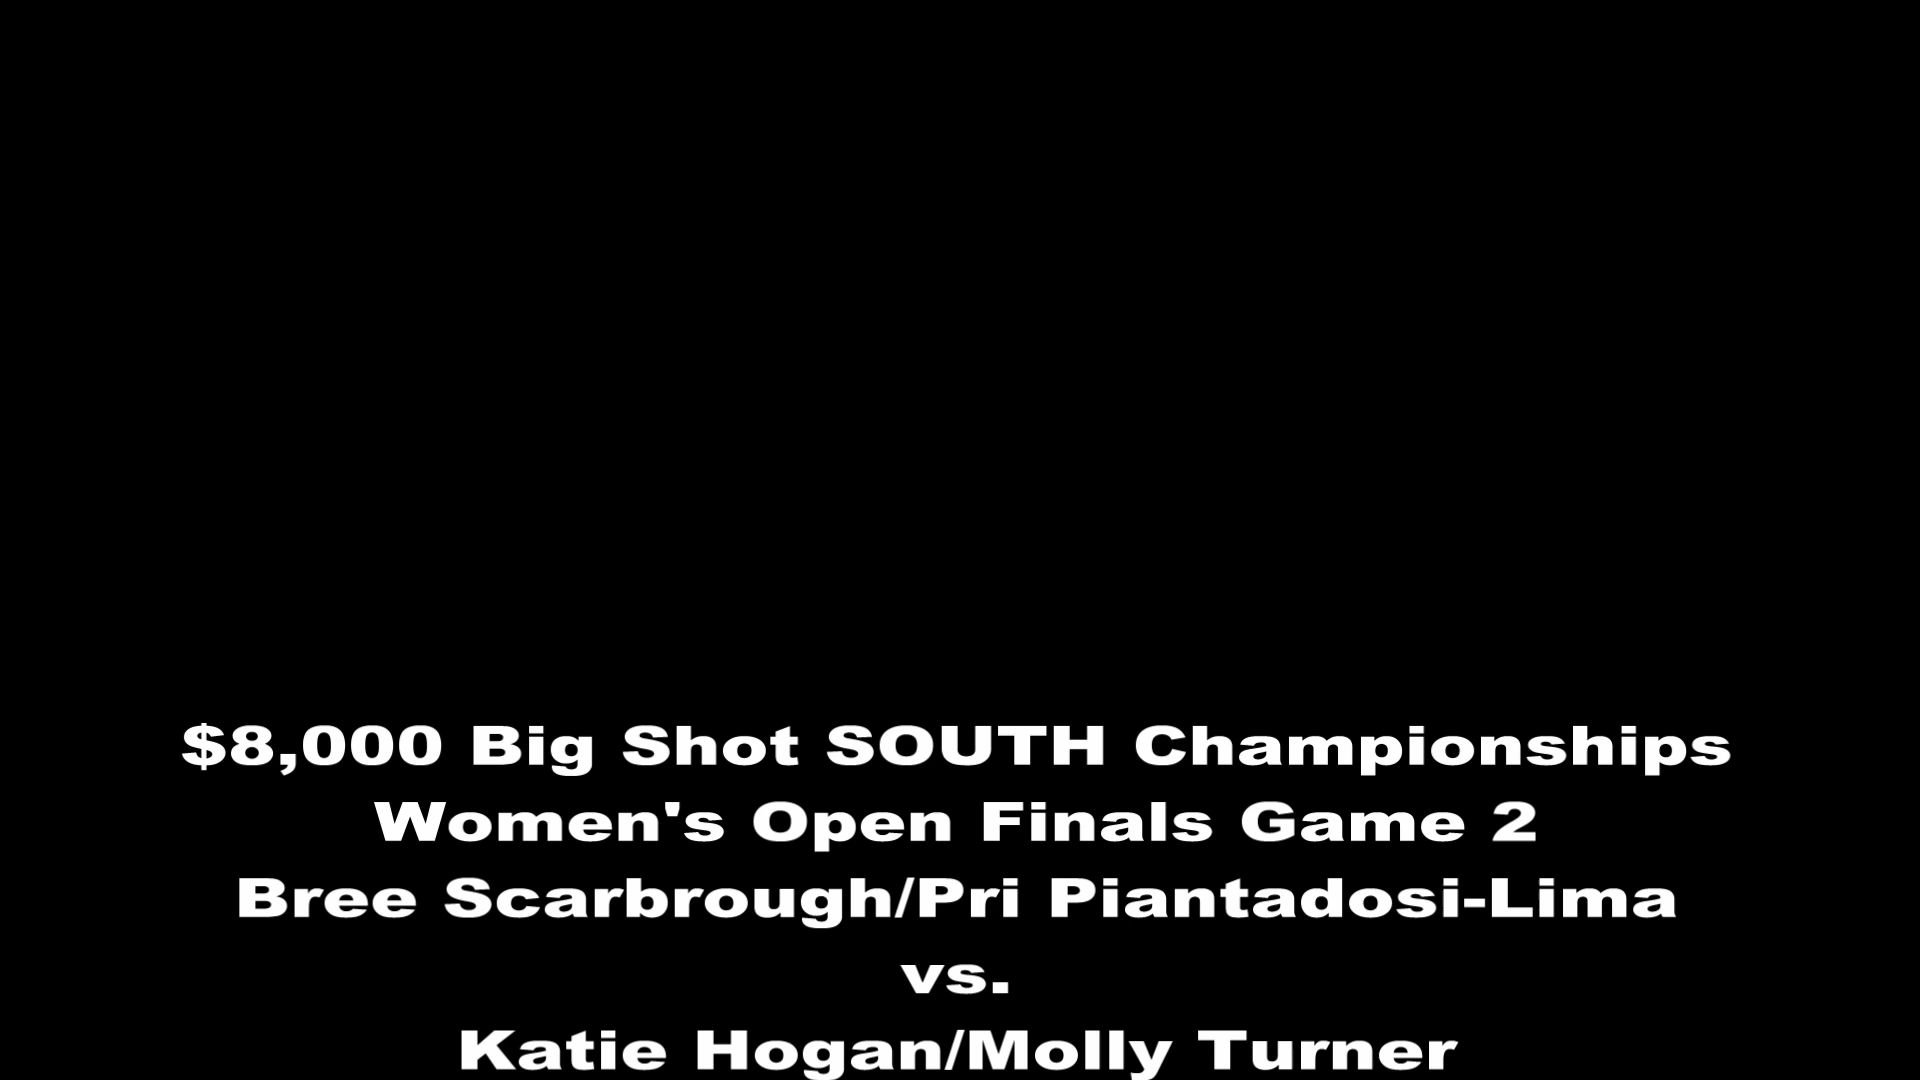 $8,000 Big Shot SOUTH Championships
Women's Open Finals Game 2
Bree Scarbrough/Pri Piantadosi-Lima
vs.
Katie Hogan/Molly Turner